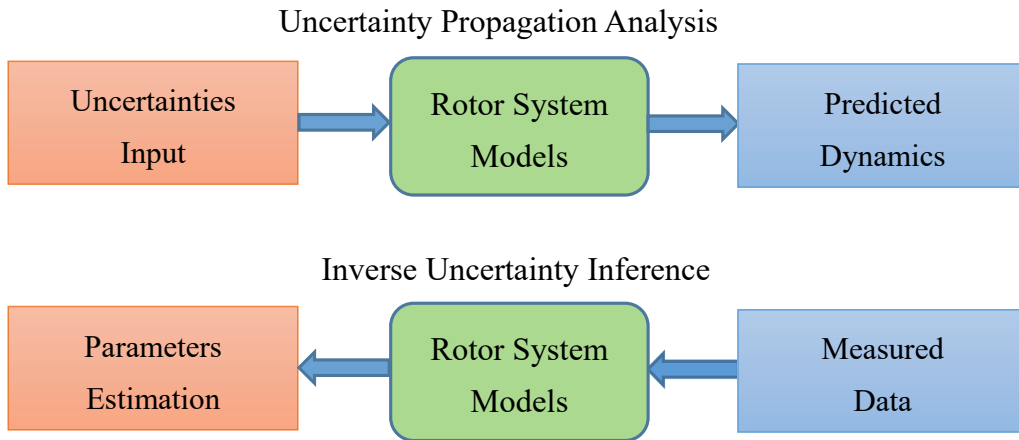 Uncertainty Propagation Analysis
Uncertainties
Input
Rotor System
Models
Predicted
Dynamics
Inverse Uncertainty Inference
Parameters
Estimation
Rotor System
Models
Measured
Data